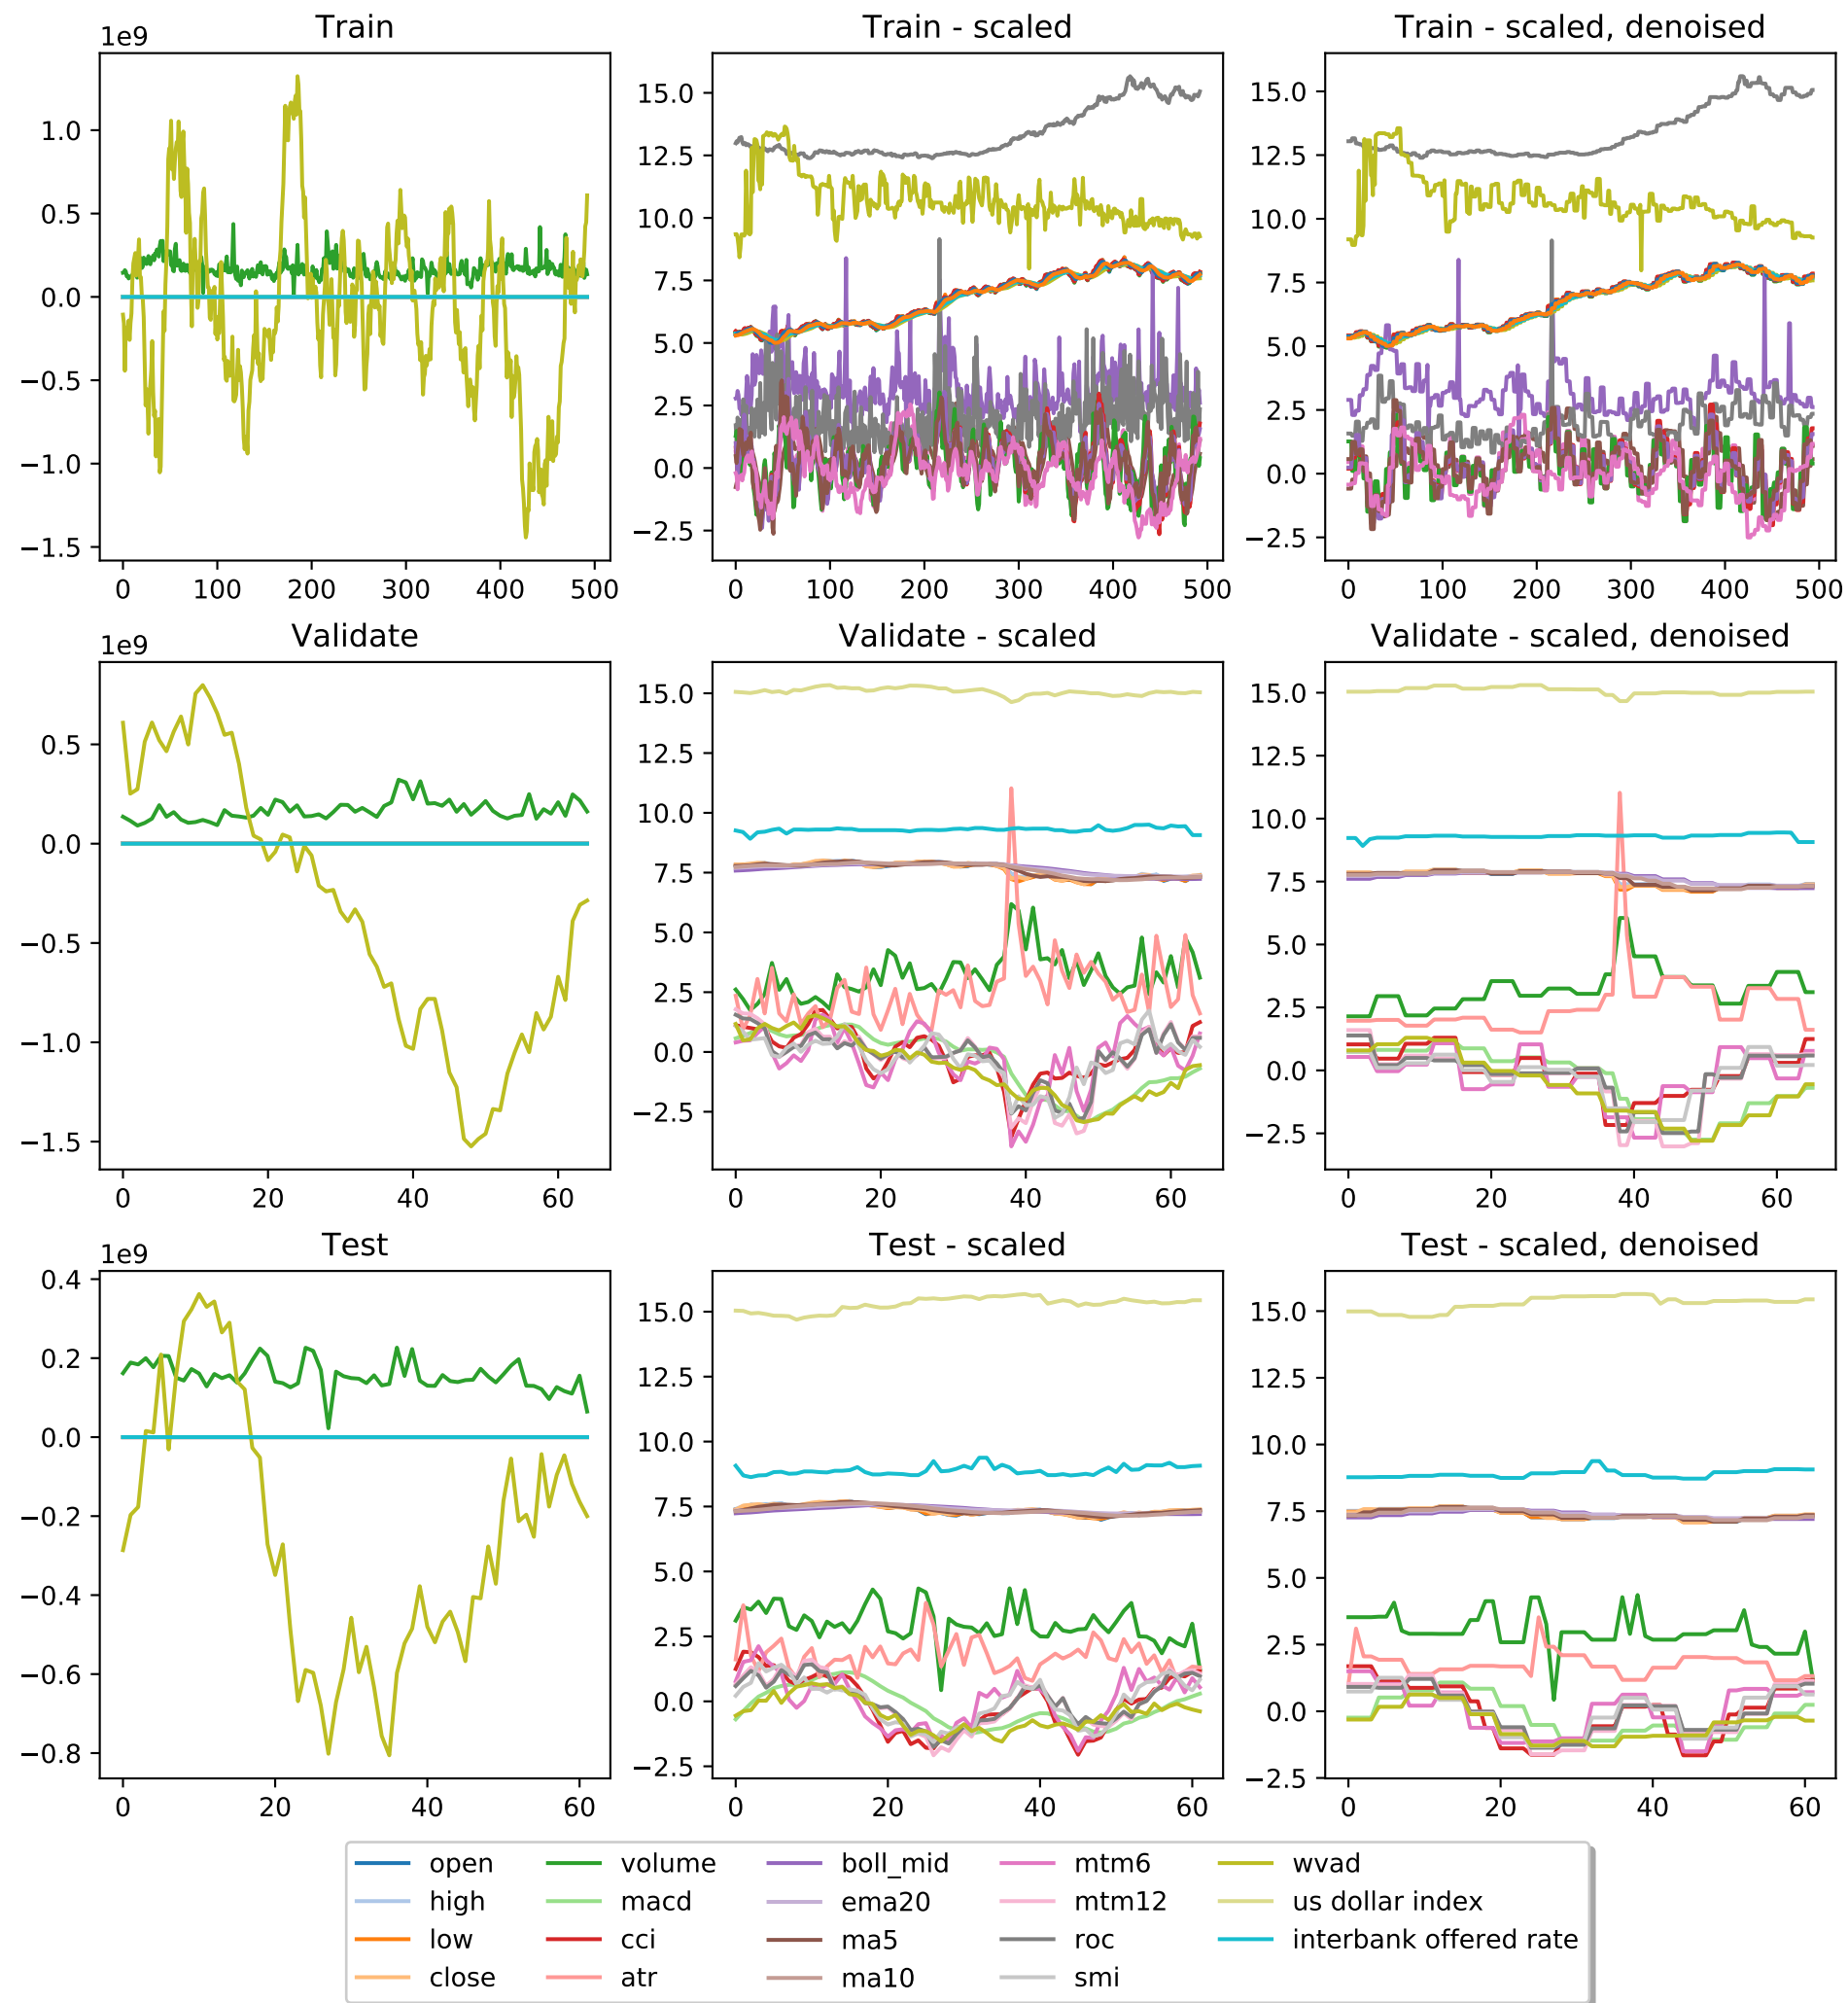 Train
Train - scaled
Train - scaled, denoised
1e9
1.0
0.5
0.0
−0.5
−1.0
−1.5
0 100 200 300 400 500
15.0
12.5
10.0
7.5
5.0
2.5
0.0
−2.5
0 100 200 300 400 500
15.0
12.5
10.0
7.5
5.0
2.5
0.0
−2.5
0 100 200 300 400 500
Validate
Validate - scaled
Validate - scaled, denoised
1e9
0.5
0.0
−0.5
−1.0
−1.5
0 20 40 60
15.0
12.5
10.0
7.5
5.0
2.5
0.0
−2.5
0 20 40 60
15.0
12.5
10.0
7.5
5.0
2.5
0.0
−2.5
0 20 40 60
Test
Test - scaled
Test - scaled, denoised
1e9
0.4
0.2
0.0
−0.2
−0.4
−0.6
−0.8
0 20 40 60
15.0
12.5
10.0
7.5
5.0
2.5
0.0
−2.5
0 20 40 60
15.0
12.5
10.0
7.5
5.0
2.5
0.0
−2.5
0 20 40 60
open
high
low
close
volume
macd
cci
atr
boll_mid
ema20
ma5
ma10
mtm6
mtm12
roc
smi
wvad
us dollar index
interbank offered rate